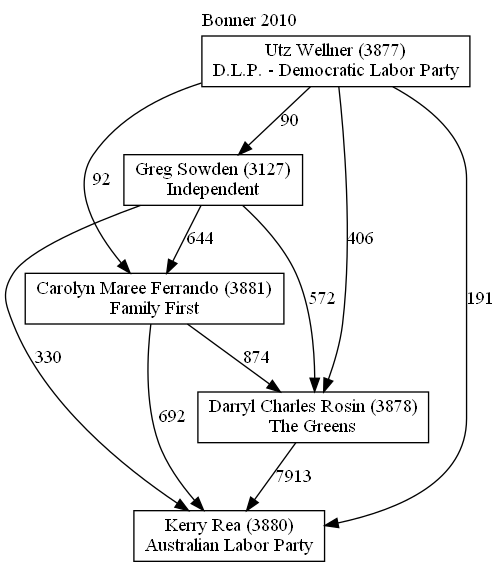 Bonner 2010
Utz Wellner (3877)
D.L.P. - Democratic Labor Party
90
Greg Sowden (3127)
Independent
92
644
406
Carolyn Maree Ferrando (3881)
Family First
572
191
330
874
Darryl Charles Rosin (3878)
The Greens
692
7913
Kerry Rea (3880)
Australian Labor Party